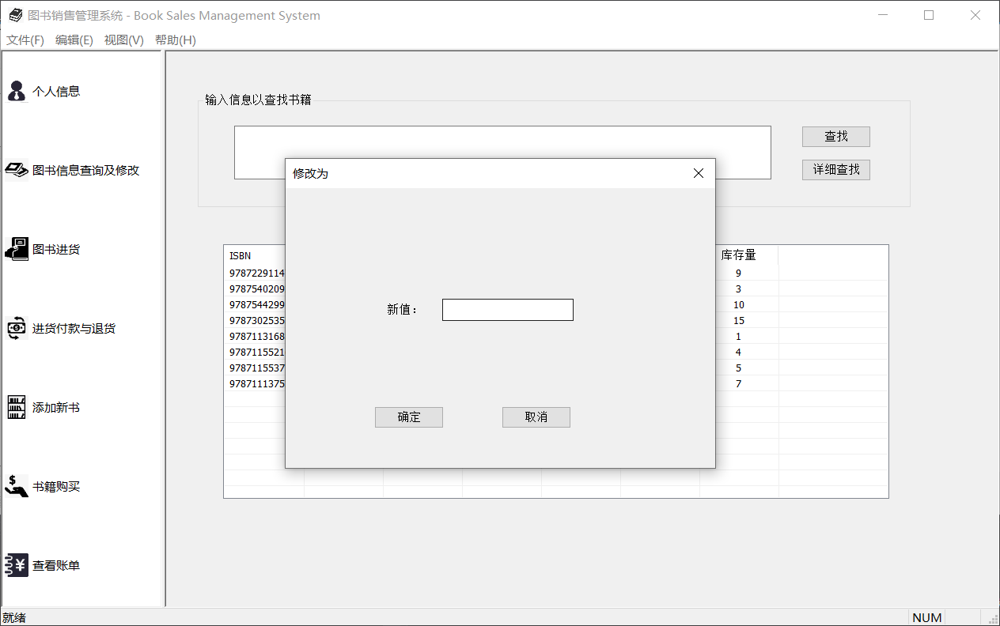 图书销售管理系统 - Book Sales Management System
文件(F) 编辑(E) 视图(V) 帮助(H)
个人信息
图书信息查询及修改
图书进货
进货付款与退货
添加新书
书籍购买
查看账单
输入信息以查找书籍
查找
详细查找
ISBN 库存量
9787229114 9
9787540209 3
9787544299 10
9787302535 15
9787113168 1
978711552 4
9787115537 5
9787111375 7
修改为
新值：
确定 取消
就绪 NUM